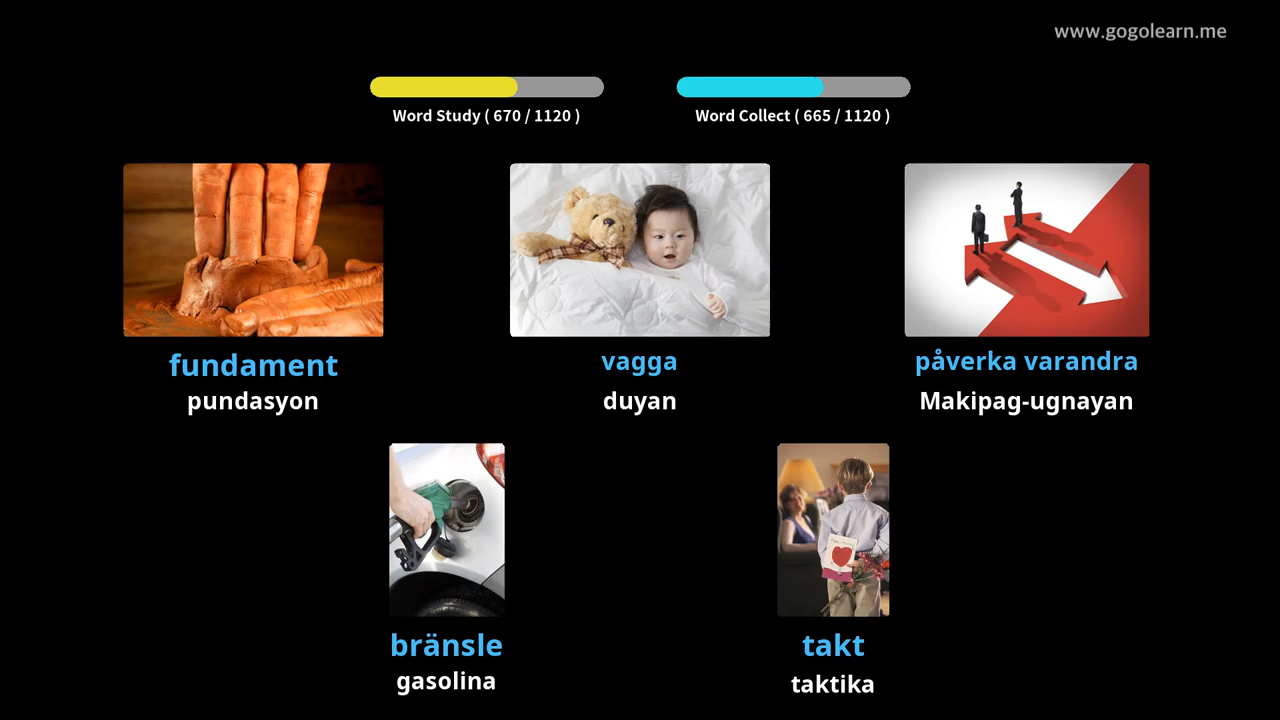 www.gogolearn.me
Word Study ( 670 / 1120 )
Word Collect ( 665 / 1120 )
fundament
pundasyon
vagga
duyan
påverka varandra
Makipag-ugnayan
bränsle
gasolina
takt
taktika